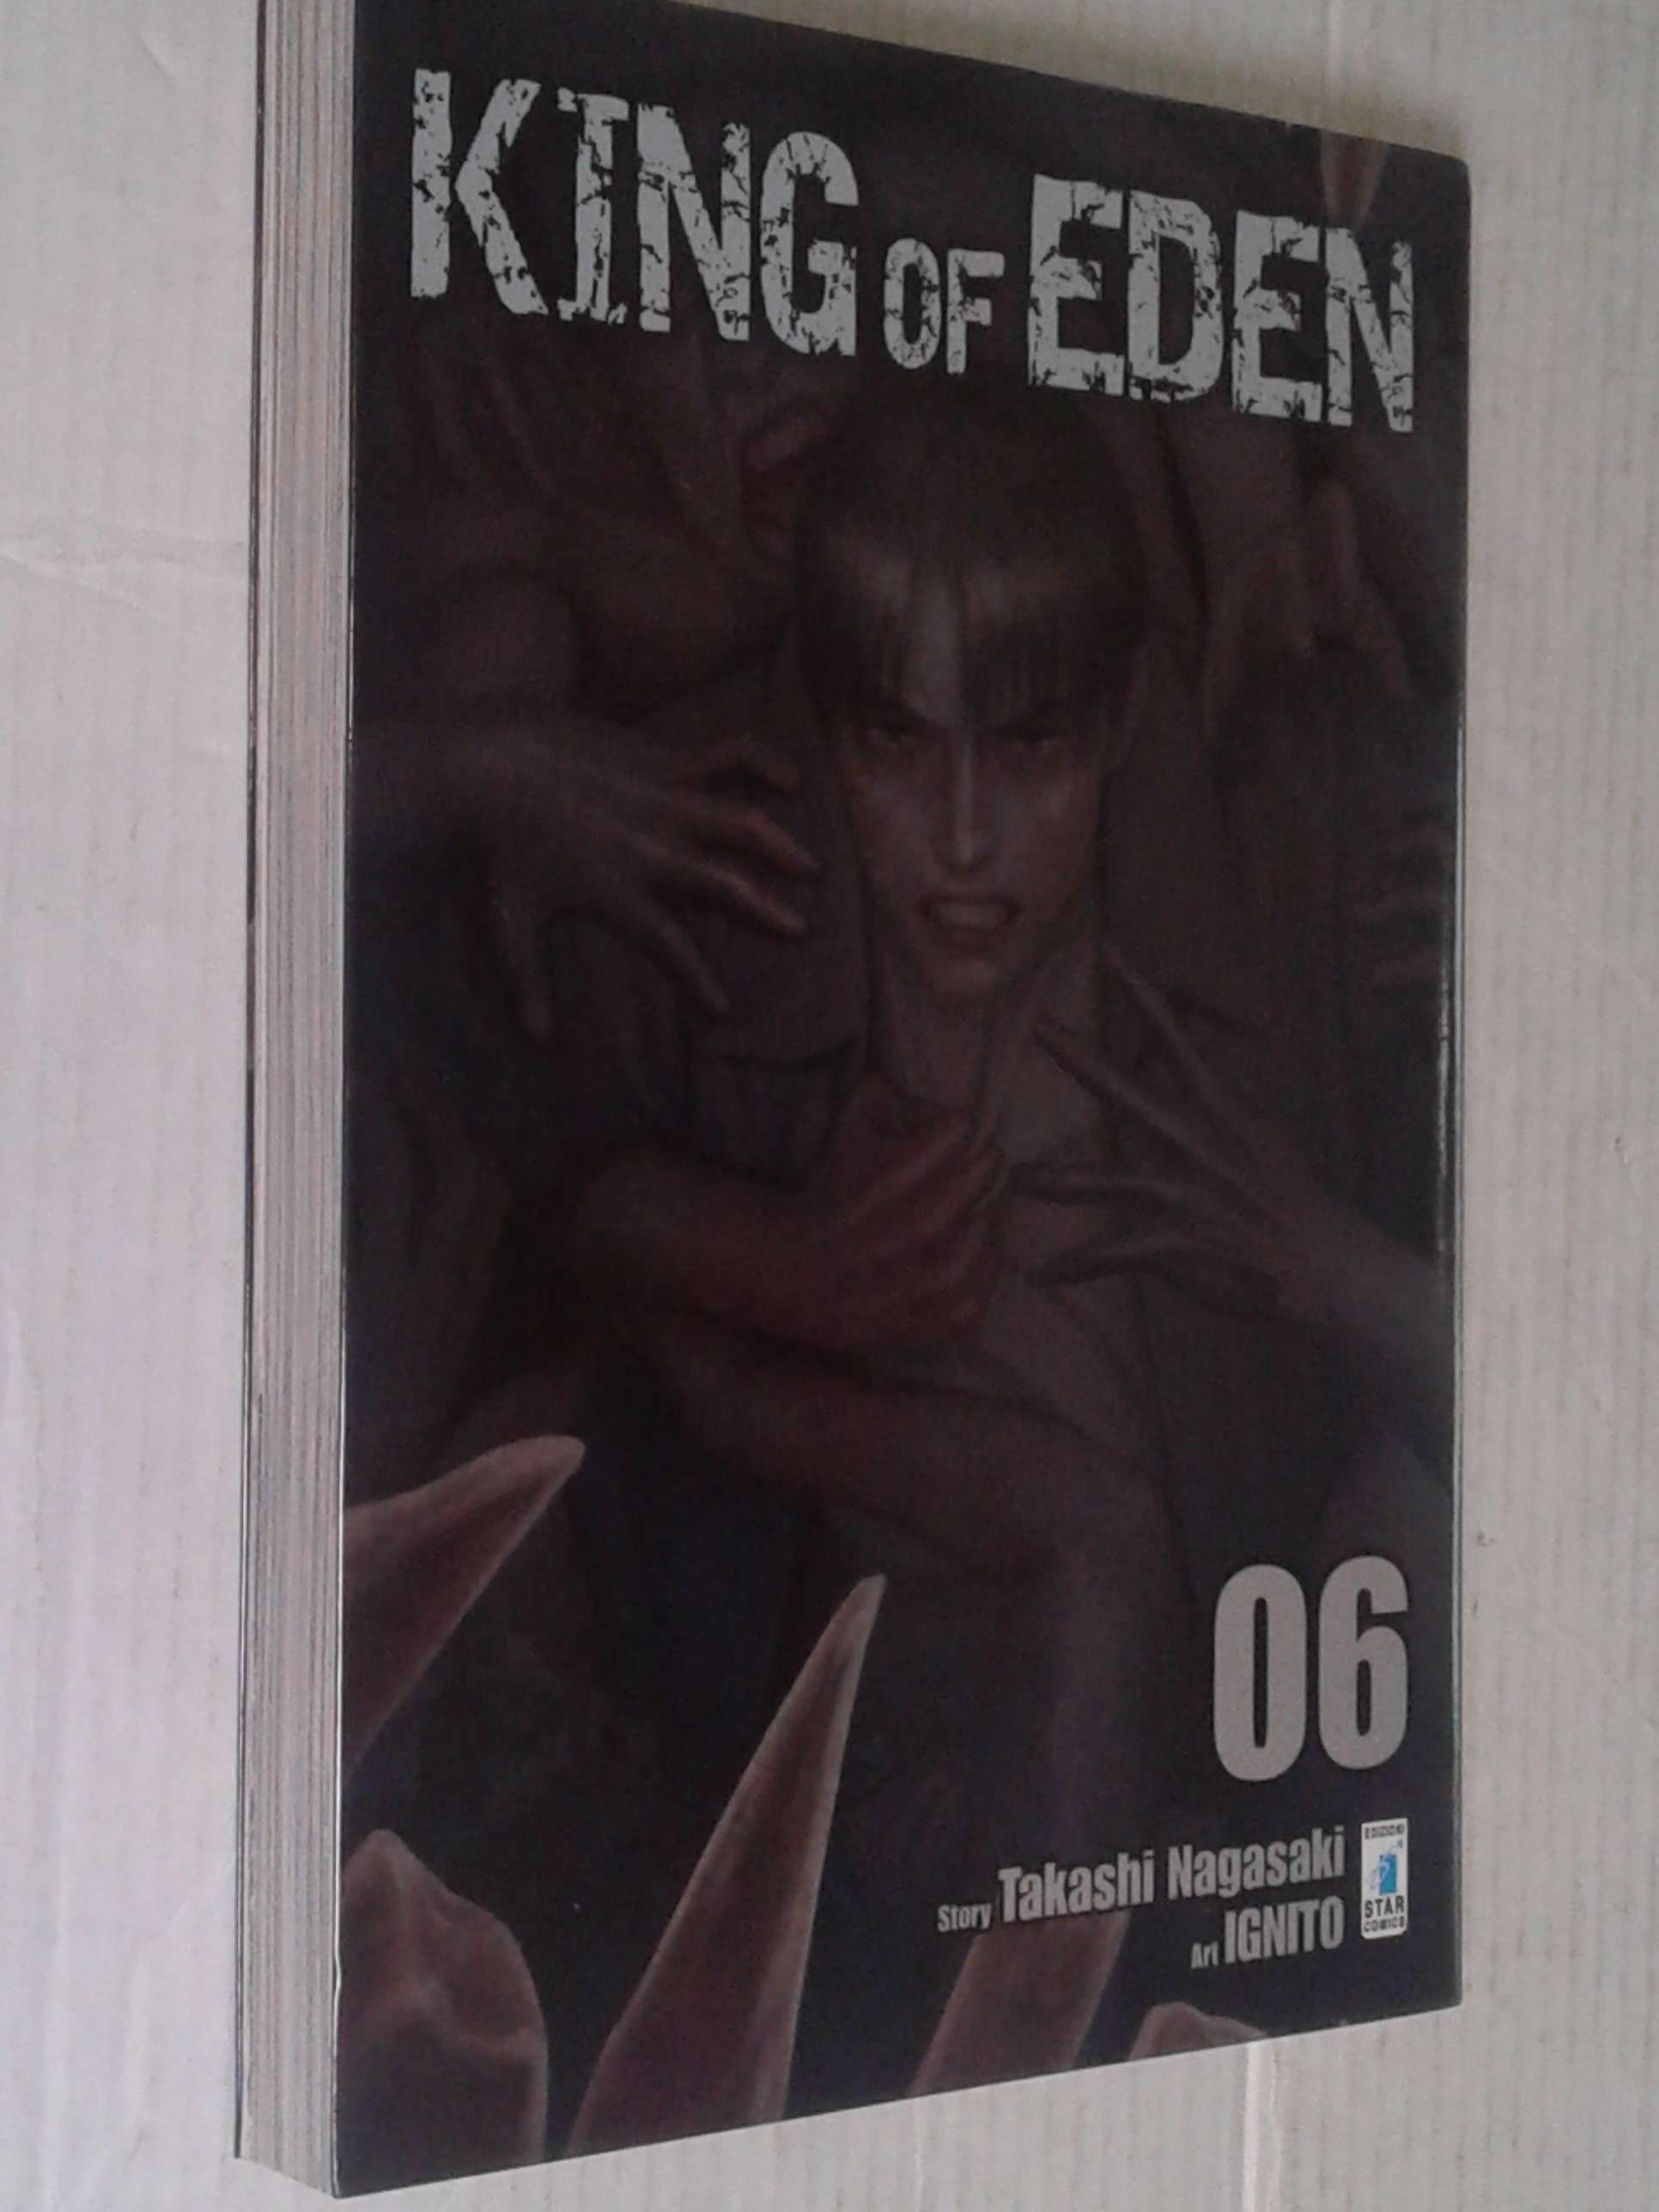 KING OF EDEN
06
Story Takashi Nagasaki
Art IGNITO
EDIZIONI
STAR
COMICS